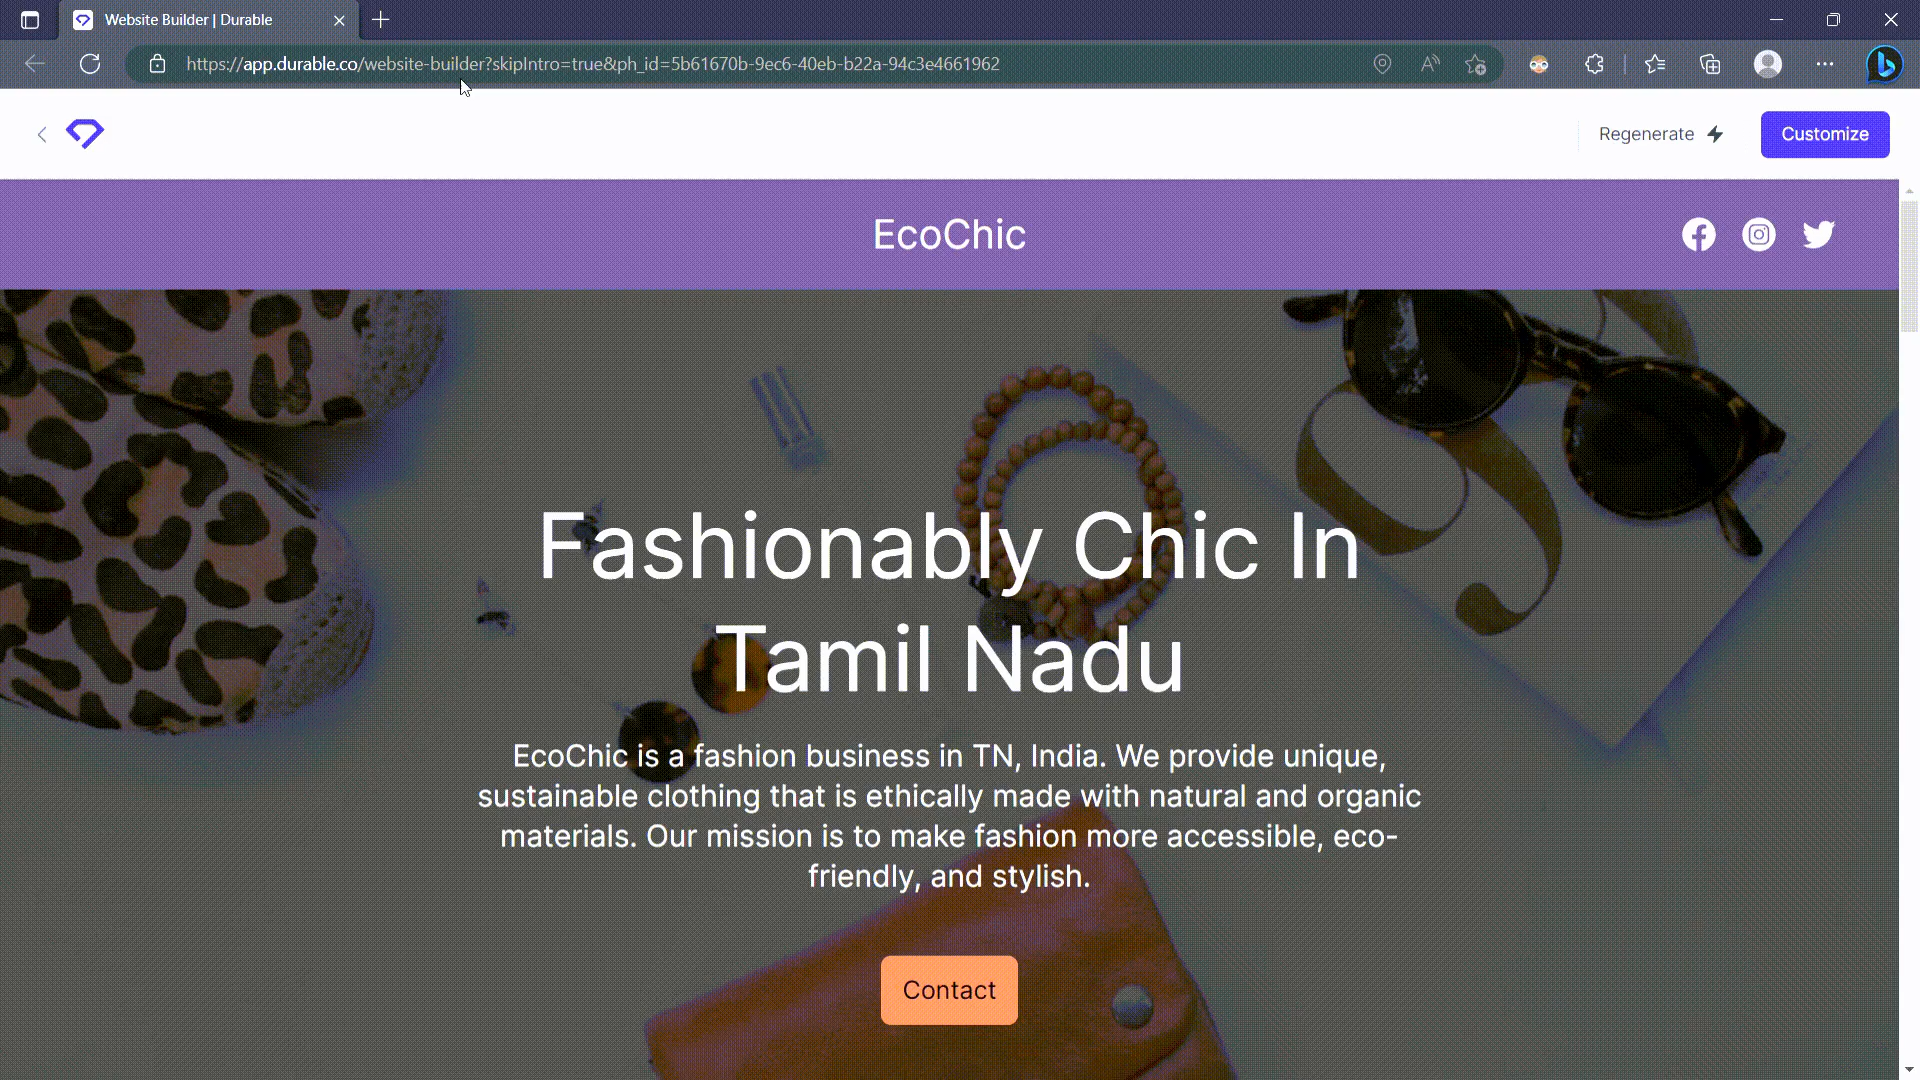 Website Builder | Durable
https://app.durable.co/website-builder?skipIntro=true&ph_id=5b61670b-9ec6-40eb-b22a-94c3e4661962
Regenerate
Customize
EcoChic
Fashionably Chic In
Tamil Nadu
EcoChic is a fashion business in TN, India. We provide unique,
sustainable clothing that is ethically made with natural and organic
materials. Our mission is to make fashion more accessible, eco-
friendly, and stylish.
Contact